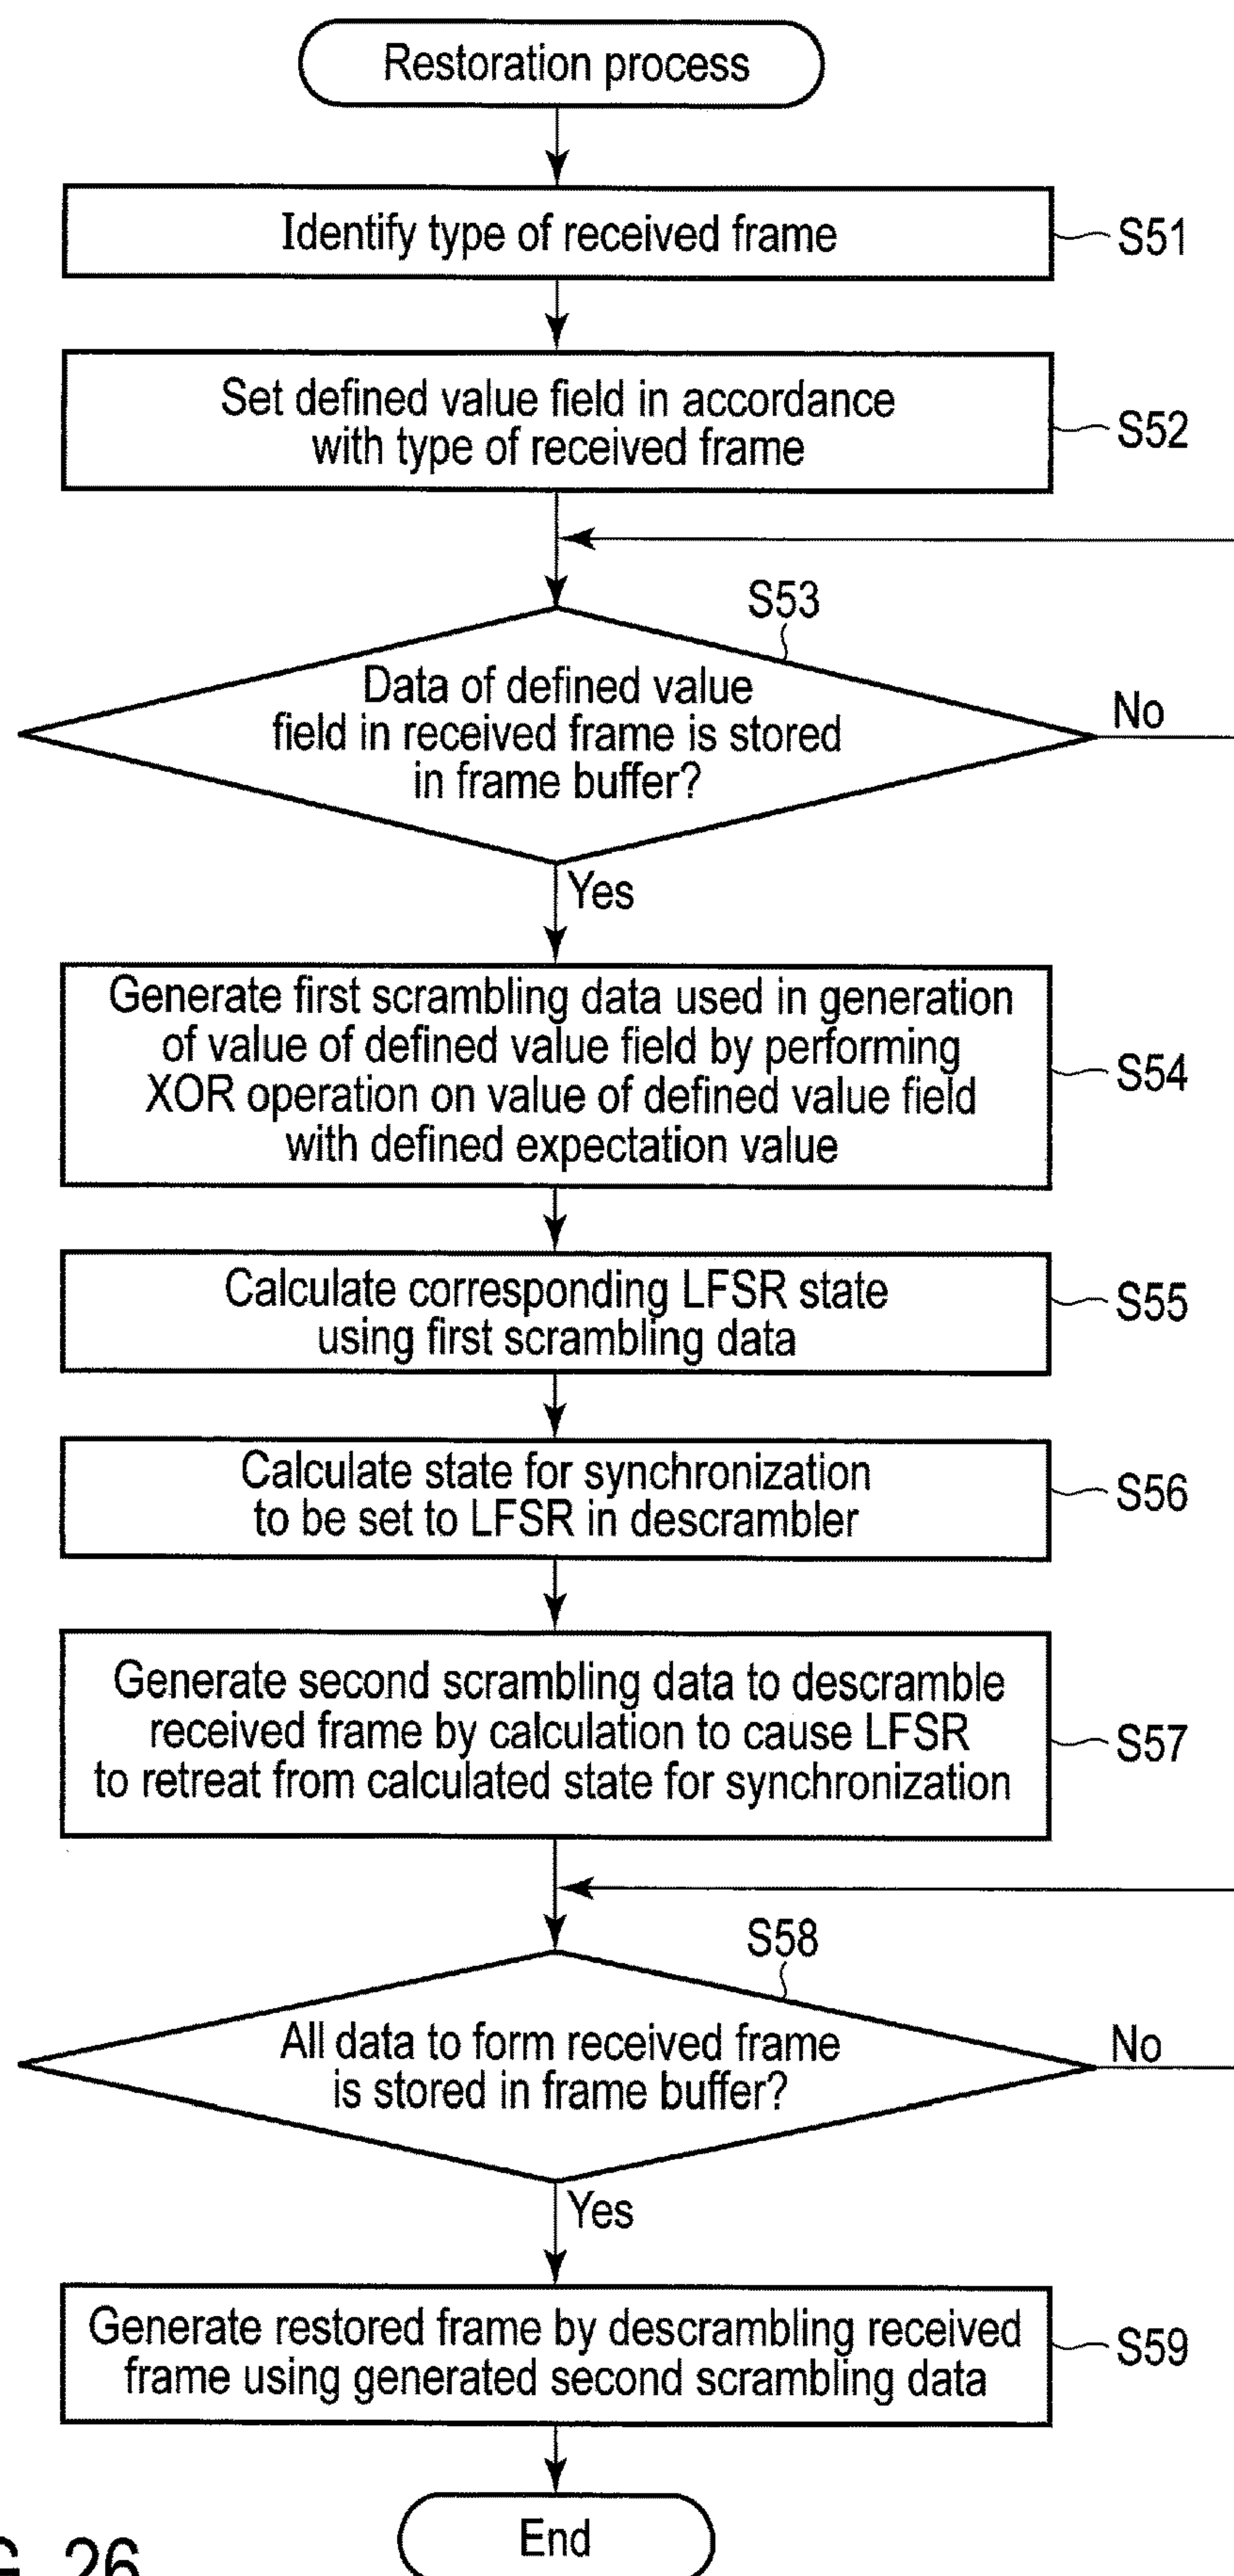 Restoration process
Identify type of received frame
S51
Set defined value field in accordance
with type of received frame
S52
S53
Data of defined value
field in received frame is stored
in frame buffer?
No
Yes
Generate first scrambling data used in generation
of value of defined value field by performing
XOR operation on value of defined value field
with defined expectation value
S54
Calculate corresponding LFSR state
using first scrambling data
S55
Calculate state for synchronization
to be set to LFSR in descrambler
S56
Generate second scrambling data to descramble
received frame by calculation to cause LFSR
to retreat from calculated state for synchronization
S57
S58
All data to form received frame
is stored in frame buffer?
No
Yes
Generate restored frame by descrambling received
frame using generated second scrambling data
S59
End
G. 26